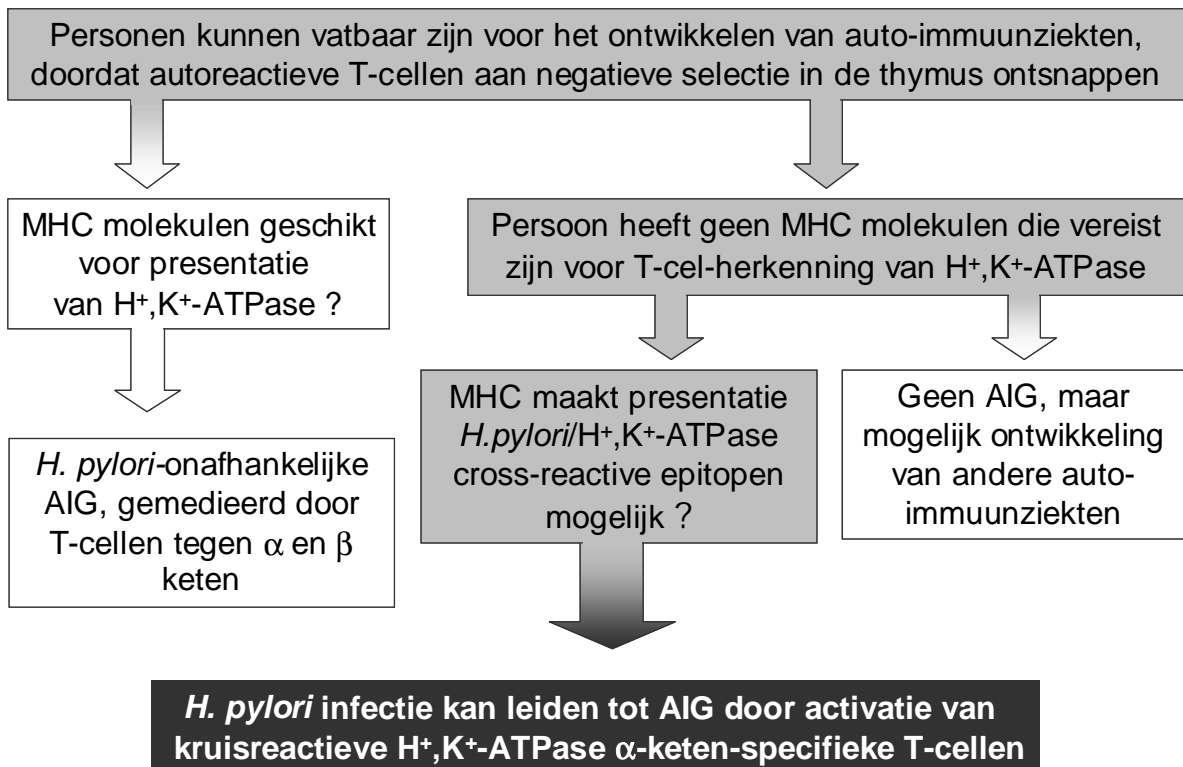 Personen kunnen vatbaar zijn voor het ontwikkelen van auto-immuunziekten,
doordat autoreactieve T-cellen aan negatieve selectie in de thymus ontsnappen
MHC molekulen geschikt
voor presentatie
van H⁺,K⁺-ATPase ?
Persoon heeft geen MHC molekulen die vereist
zijn voor T-cel-herkenning van H⁺,K⁺-ATPase
H. pylori-onafhankelijke
AIG, gemedieerd door
T-cellen tegen α en β
keten
MHC maakt presentatie
H.pylori/H⁺,K⁺-ATPase
cross-reactive epitopen
mogelijk ?
Geen AIG, maar
mogelijk ontwikkeling
van andere auto-
immuunziekten
H. pylori infectie kan leiden tot AIG door activatie van
kruisreactieve H⁺,K⁺-ATPase α-keten-specifieke T-cellen